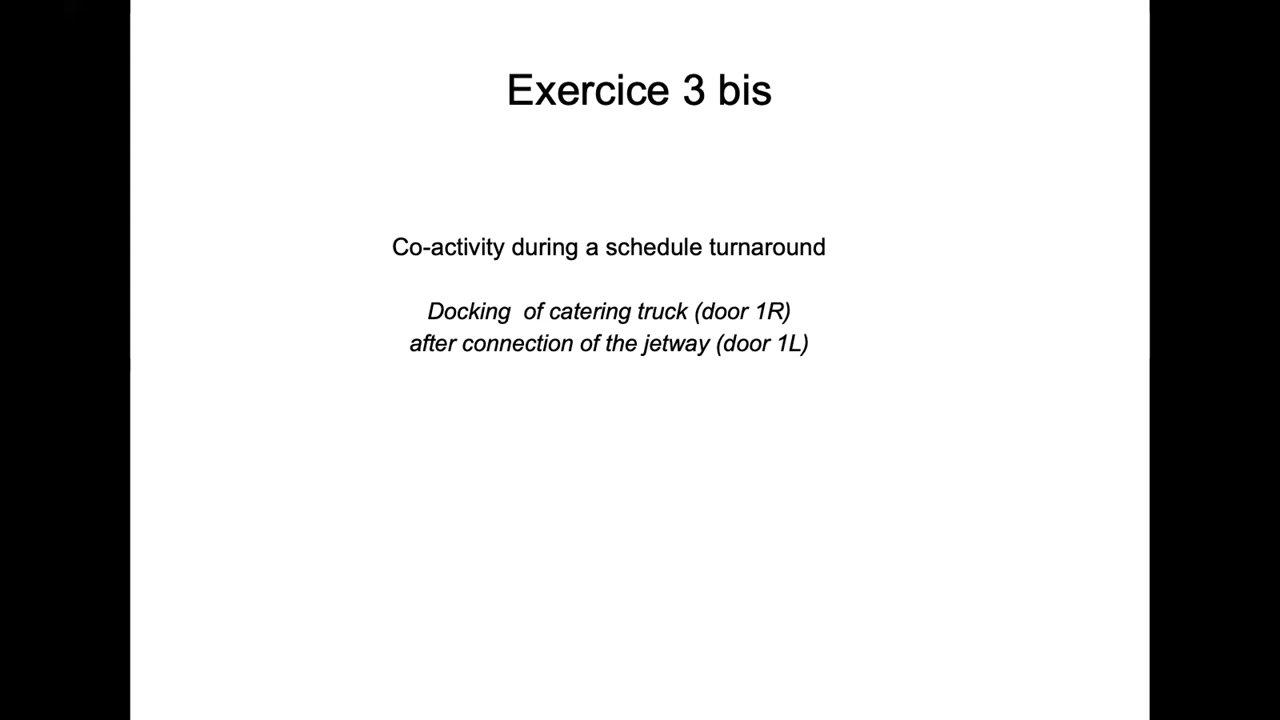 Exercice 3 bis
Co-activity during a schedule turnaround
Docking of catering truck (door 1R)
after connection of the jetway (door 1L)